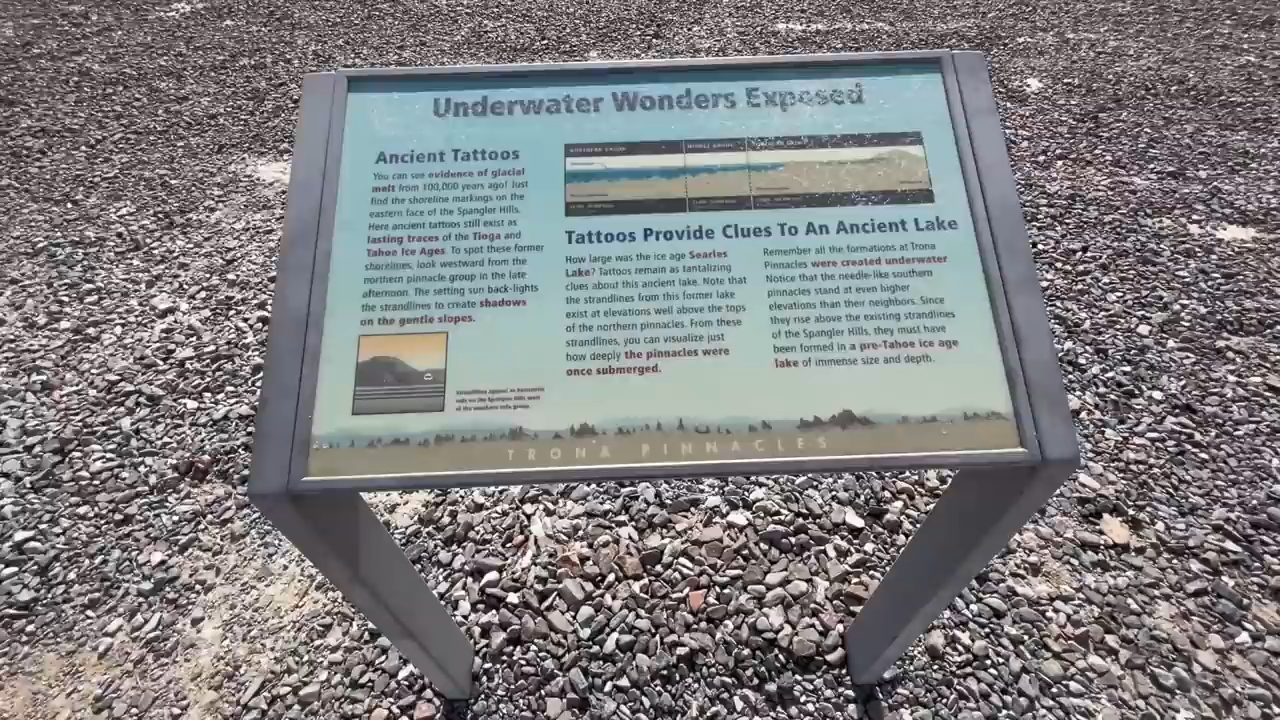 Underwater Wonders Exposed
Ancient Tattoos
You can see evidence of glacial
melt from 100,000 years ago! Just
find the shoreline markings on the
eastern face of the Spangler Hills.
Here ancient tattoos still exist as
lasting traces of the Tioga and
Tahoe Ice Ages. To spot these former
shorelines, look westward from the
northern pinnacle group in the late
afternoon. The setting sun back-lights
the strandlines to create shadows
on the gentle slopes.
NORTHERN GROUP
MIDDLE GROUP
Tattoos Provide Clues To An Ancient Lake
How large was the ice age Searles
Lake? Tattoos remain as tantalizing
clues about this ancient lake. Note that
the strandlines from this former lake
exist at elevations well above the tops
of the northern pinnacles. From these
strandlines, you can visualize just
how deeply the pinnacles were
once submerged.
Remember all the formations at Trona
Pinnacles were created underwater
Notice that the needle-like southern
pinnacles stand at even higher
elevations than their neighbors. Since
they rise above the existing strandlines
of the Spangler Hills, they must have
been formed in a pre-Tahoe ice age
lake of immense size and depth.
TRONA PINNACLES